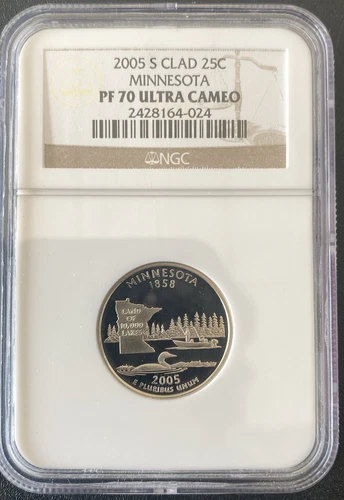 2005 S CLAD 25C
MINNESOTA
PF 70 ULTRA CAMEO
2428164-024
NGC
MINNESOTA
1858
LAND
OF
10,000
LAKES
2005
E PLURIBUS UNUM